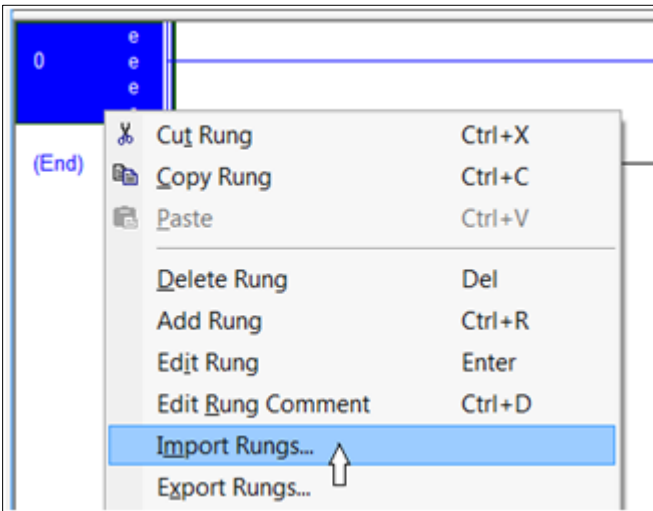 e
0 e
e
Cut Rung Ctrl+X
(End)
Copy Rung Ctrl+C
Paste Ctrl+V
Delete Rung Del
Add Rung Ctrl+R
Edit Rung Enter
Edit Rung Comment Ctrl+D
Import Rungs...
Export Rungs...